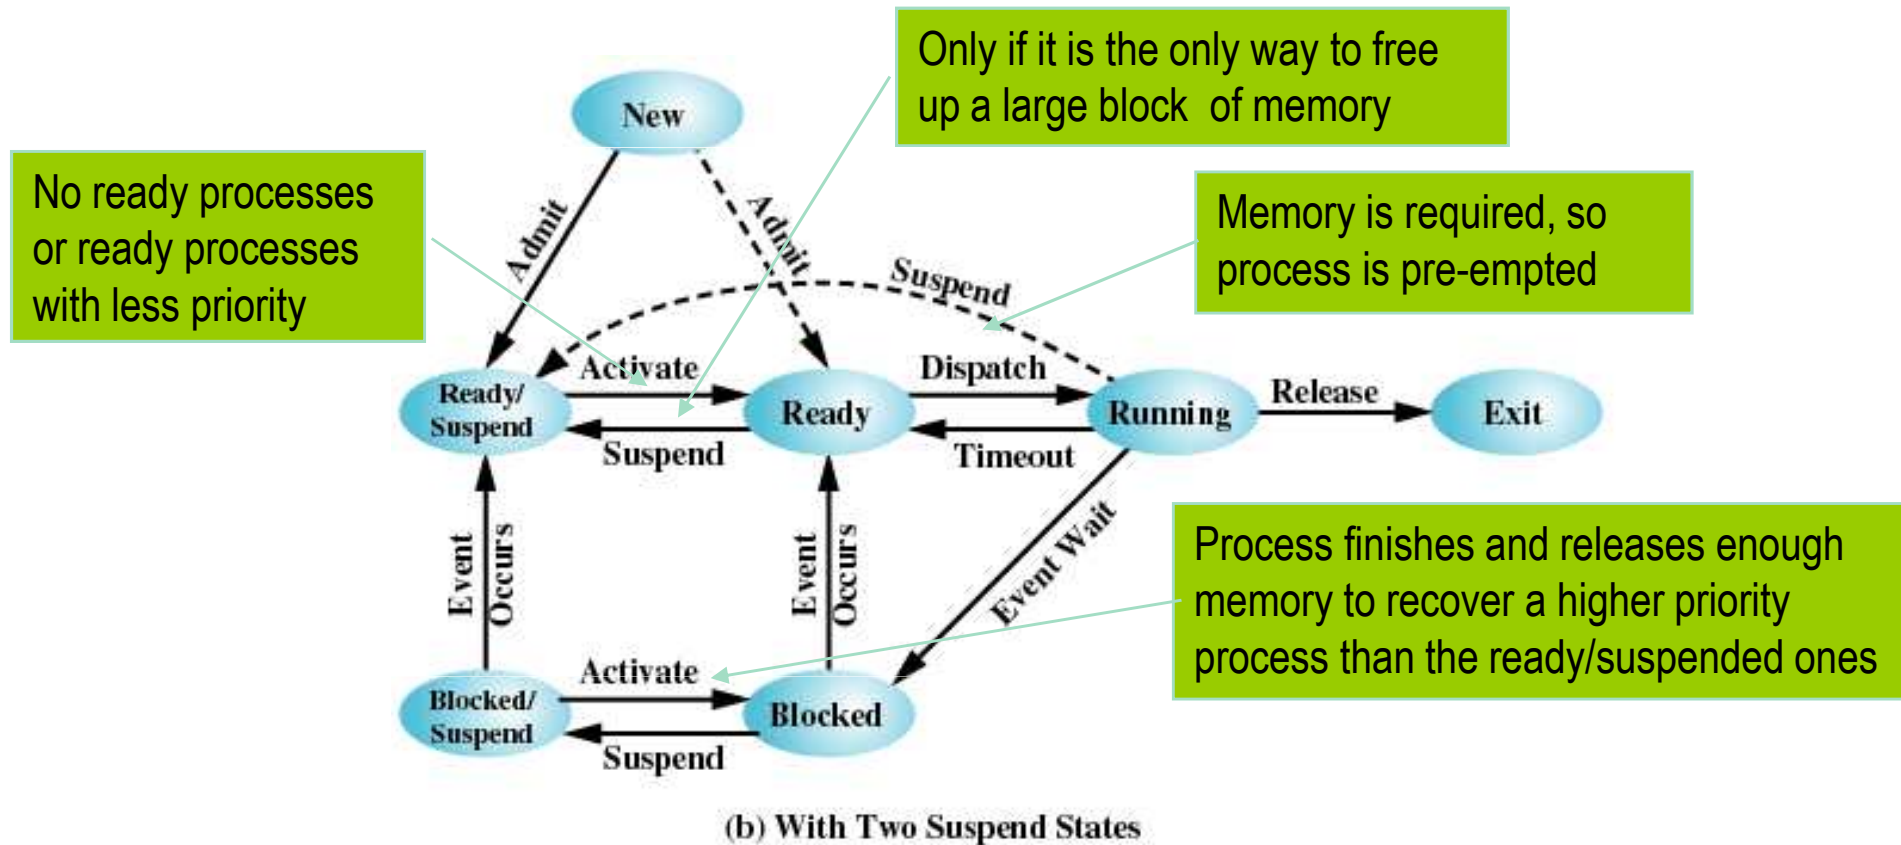 Only if it is the only way to free
up a large block of memory
New
No ready processes
or ready processes
with less priority
Admit
Admit
Memory is required, so
process is pre-empted
Suspend
Ready/
Suspend
Activate
Suspend
Ready
Dispatch
Timeout
Running
Release
Exit
Event
Occurs
Event
Occurs
Event Wait
Process finishes and releases enough
memory to recover a higher priority
process than the ready/suspended ones
Blocked/
Suspend
Activate
Suspend
Blocked
(b) With Two Suspend States